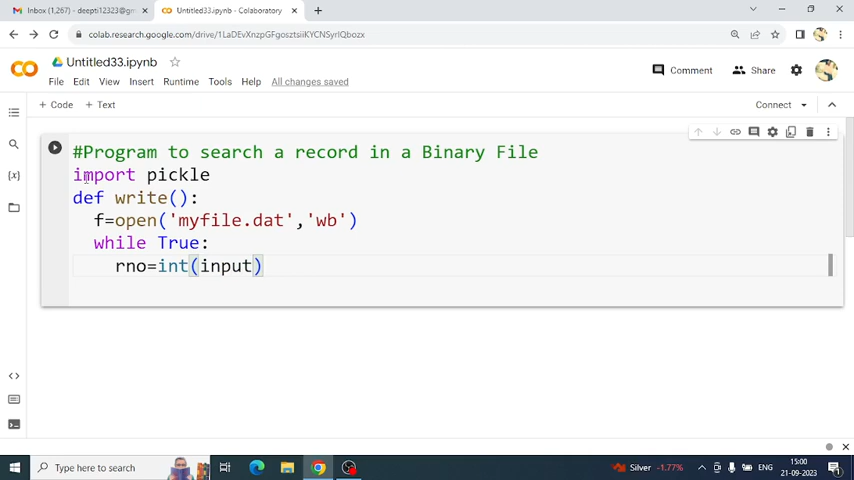 Inbox (1,267) - deepti12323@gm
Untitled33.ipynb - Colaboratory
colab.research.google.com/drive/1LaDEvXnzpGFgosztsiiKYCNSyrlQbozx
Untitled33.ipynb
Comment
Share
File Edit View Insert Runtime Tools Help All changes saved
+ Code + Text
Connect
#Program to search a record in a Binary File
import pickle
def write():
f=open('myfile.dat','wb')
while True:
rno=int(input)
Type here to search
Silver -1.77%
ENG
15:00
21-09-2023
1